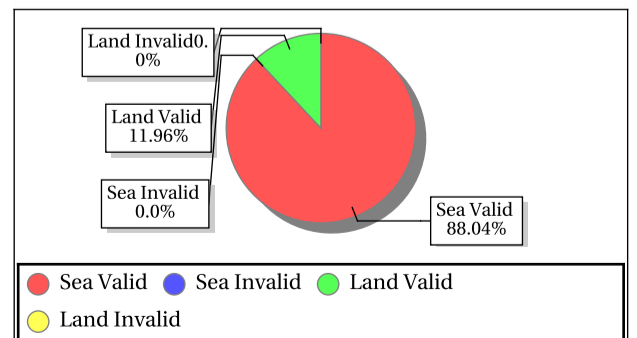 Land Invalid0.
0%
Land Valid
11.96%
Sea Invalid
0.0%
Sea Valid
88.04%
Sea Valid Sea Invalid Land Valid
Land Invalid